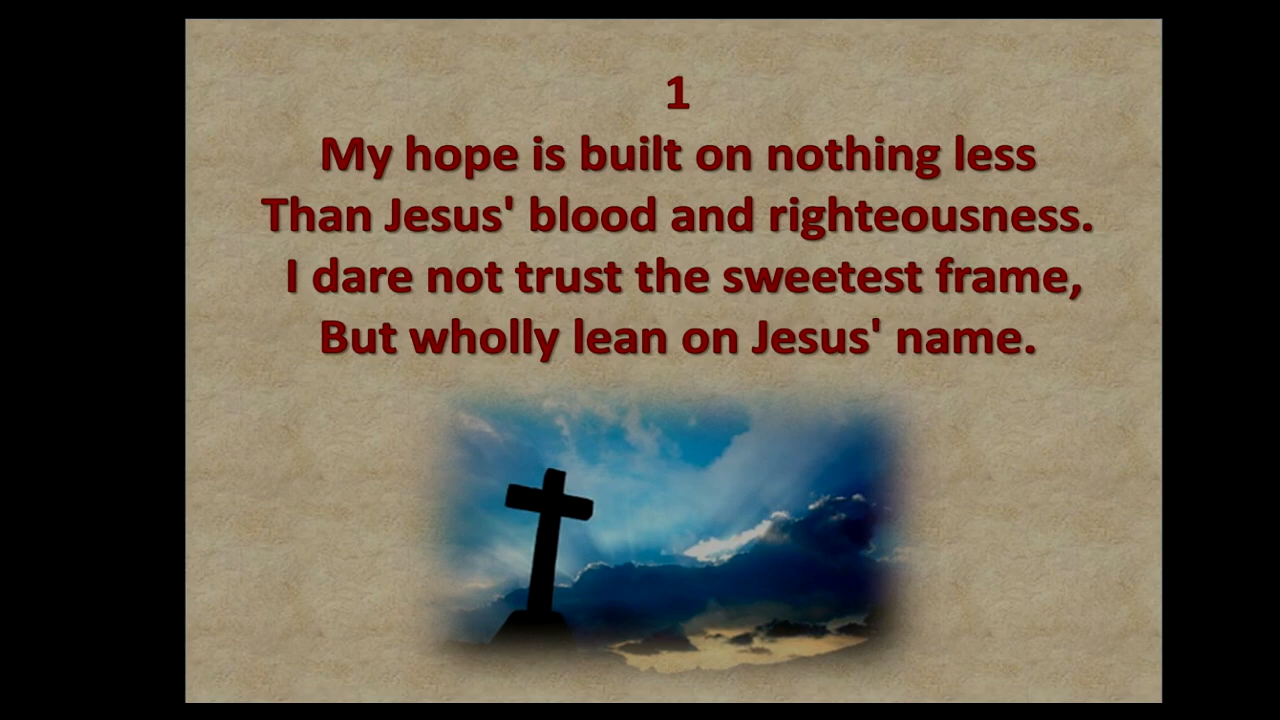 1
My hope is built on nothing less
Than Jesus' blood and righteousness.
I dare not trust the sweetest frame,
But wholly lean on Jesus' name.